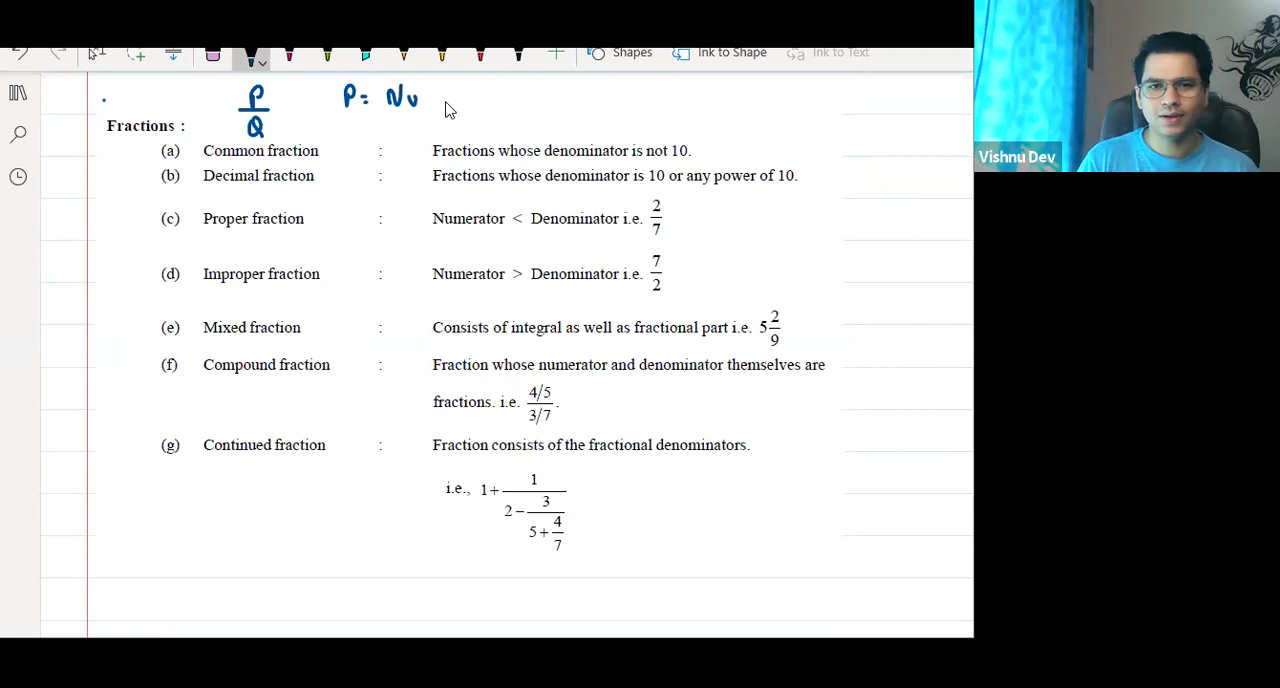 Shapes Ink to Shape Ink to Text
P/Q P= Nu
Fractions :
(a) Common fraction : Fractions whose denominator is not 10.
(b) Decimal fraction : Fractions whose denominator is 10 or any power of 10.
(c) Proper fraction : Numerator < Denominator i.e. 2/7
(d) Improper fraction : Numerator > Denominator i.e. 7/2
(e) Mixed fraction : Consists of integral as well as fractional part i.e. 5 2/9
(f) Compound fraction : Fraction whose numerator and denominator themselves are
fractions. i.e. (4/5)/(3/7).
(g) Continued fraction : Fraction consists of the fractional denominators.
i.e., 1+1/(2−3/(5+4/7))
Vishnu Dev